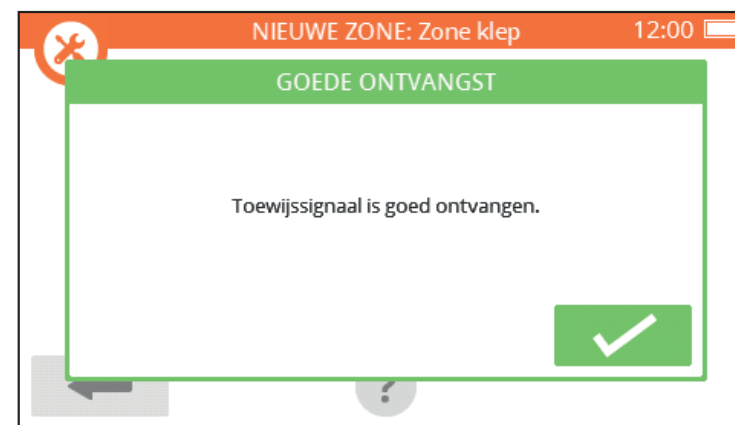 NIEUWE ZONE: Zone klep 12:00
GOEDE ONTVANGST
Toewijssignaal is goed ontvangen.
?